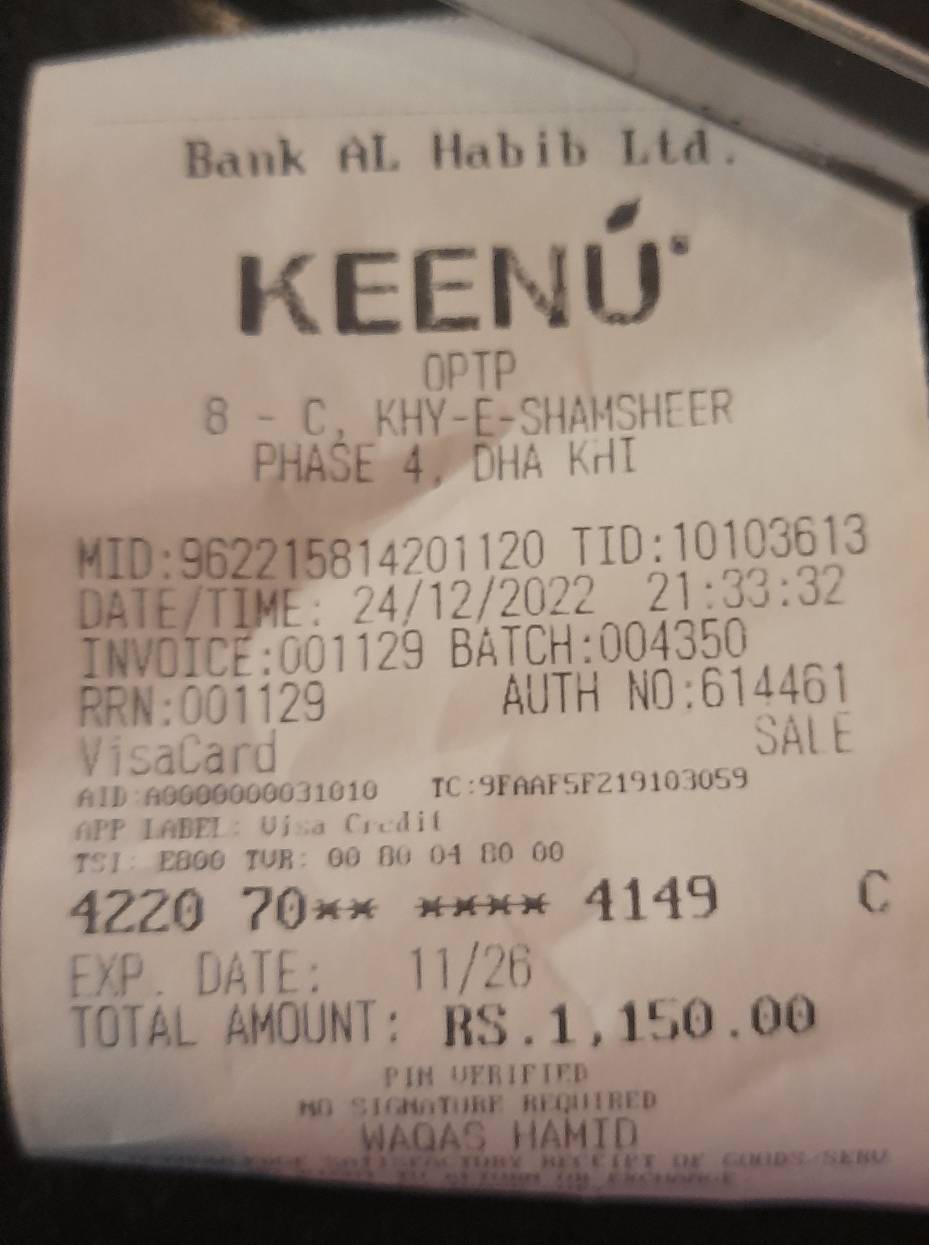 Bank AL Habib Ltd.
KEENÚ
OPTP
8 - C, KHY-E-SHAMSHEER
PHASE 4, DHA KHI
MID:962215814201120 TID:10103613
DATE/TIME: 24/12/2022 21:33:32
INVOICE:001129 BATCH:004350
RRN:001129 AUTH NO:614461
VisaCard SALE
AID:A0000000031010 TC:9FAAF5F219103059
APP LABEL: Visa Credit
TSI: E800 TVR: 00 80 04 80 00
4220 70** **** 4149 C
EXP. DATE: 11/26
TOTAL AMOUNT: RS.1,150.00
PIN VERIFIED
NO SIGNATURE REQUIRED
WAQAS HAMID
SATISFACTORY RECEIPT OF GOODS/SERV